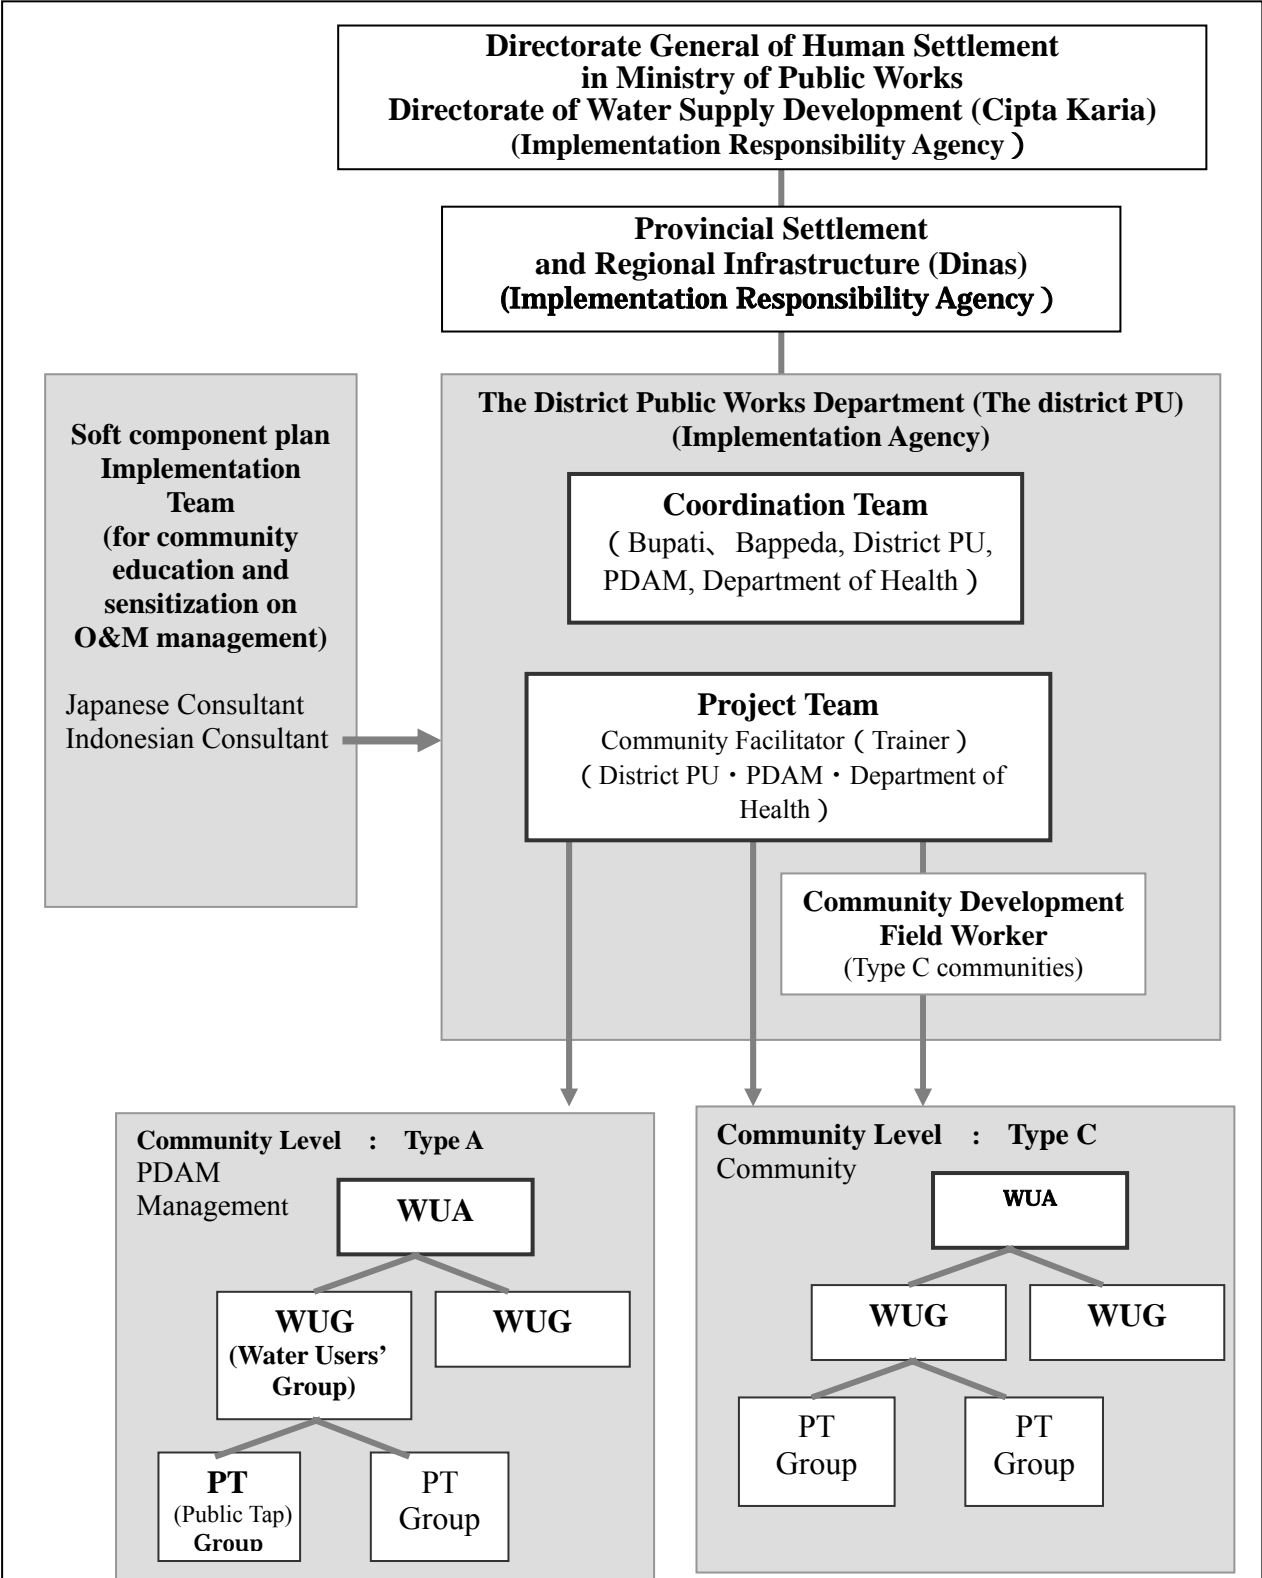 Directorate General of Human Settlement
in Ministry of Public Works
Directorate of Water Supply Development (Cipta Karia)
(Implementation Responsibility Agency）
Provincial Settlement
and Regional Infrastructure (Dinas)
(Implementation Responsibility Agency）
Soft component plan
Implementation
Team
(for community
education and
sensitization on
O&M management)
Japanese Consultant
Indonesian Consultant
The District Public Works Department (The district PU)
(Implementation Agency)
Coordination Team
（Bupati、Bappeda, District PU,
PDAM, Department of Health）
Project Team
Community Facilitator（Trainer）
（District PU・PDAM・Department of
Health）
Community Development
Field Worker
(Type C communities)
Community Level : Type A
PDAM
Management
WUA
WUG
(Water Users’
Group)
WUG
PT
(Public Tap)
Group
PT
Group
Community Level : Type C
Community
WUA
WUG
WUG
PT
Group
PT
Group